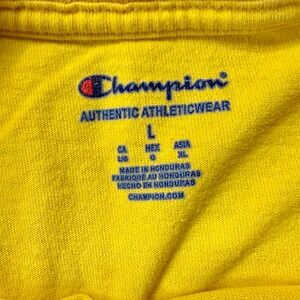 Champion
AUTHENTIC ATHLETICWEAR
L
CA MEX ASIA
L/G G XL
MADE IN HONDURAS
FABRIQUÉ AU HONDURAS
HECHO EN HONDURAS
CHAMPION.COM